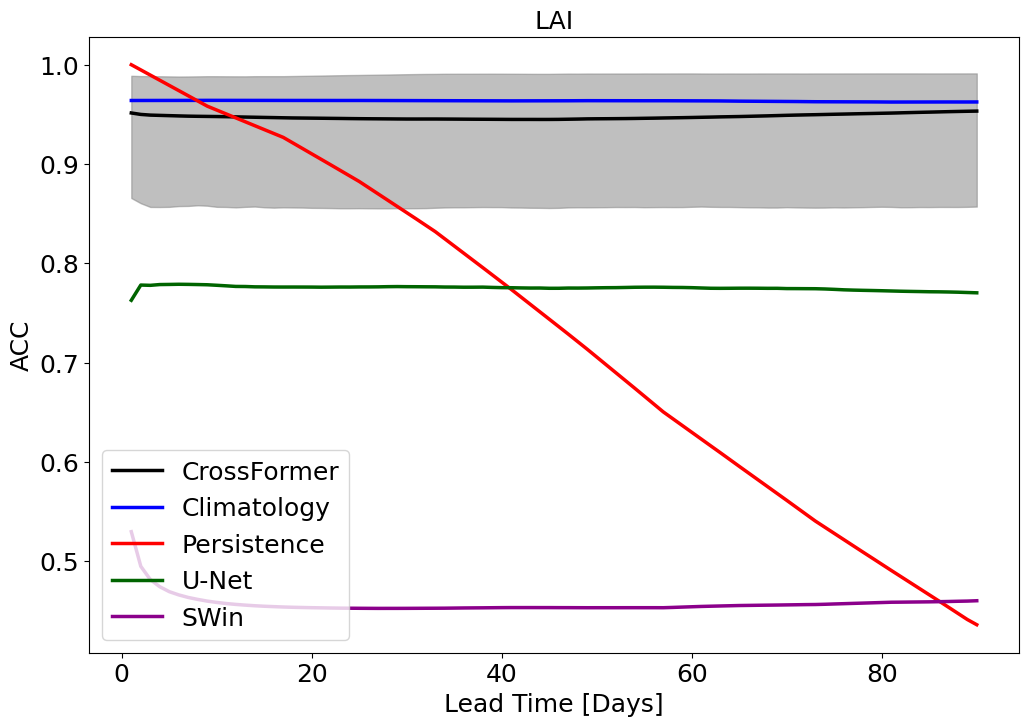 LAI
ACC
1.0
0.9
0.8
0.7
0.6
0.5
CrossFormer
Climatology
Persistence
U-Net
SWin
0 20 40 60 80
Lead Time [Days]